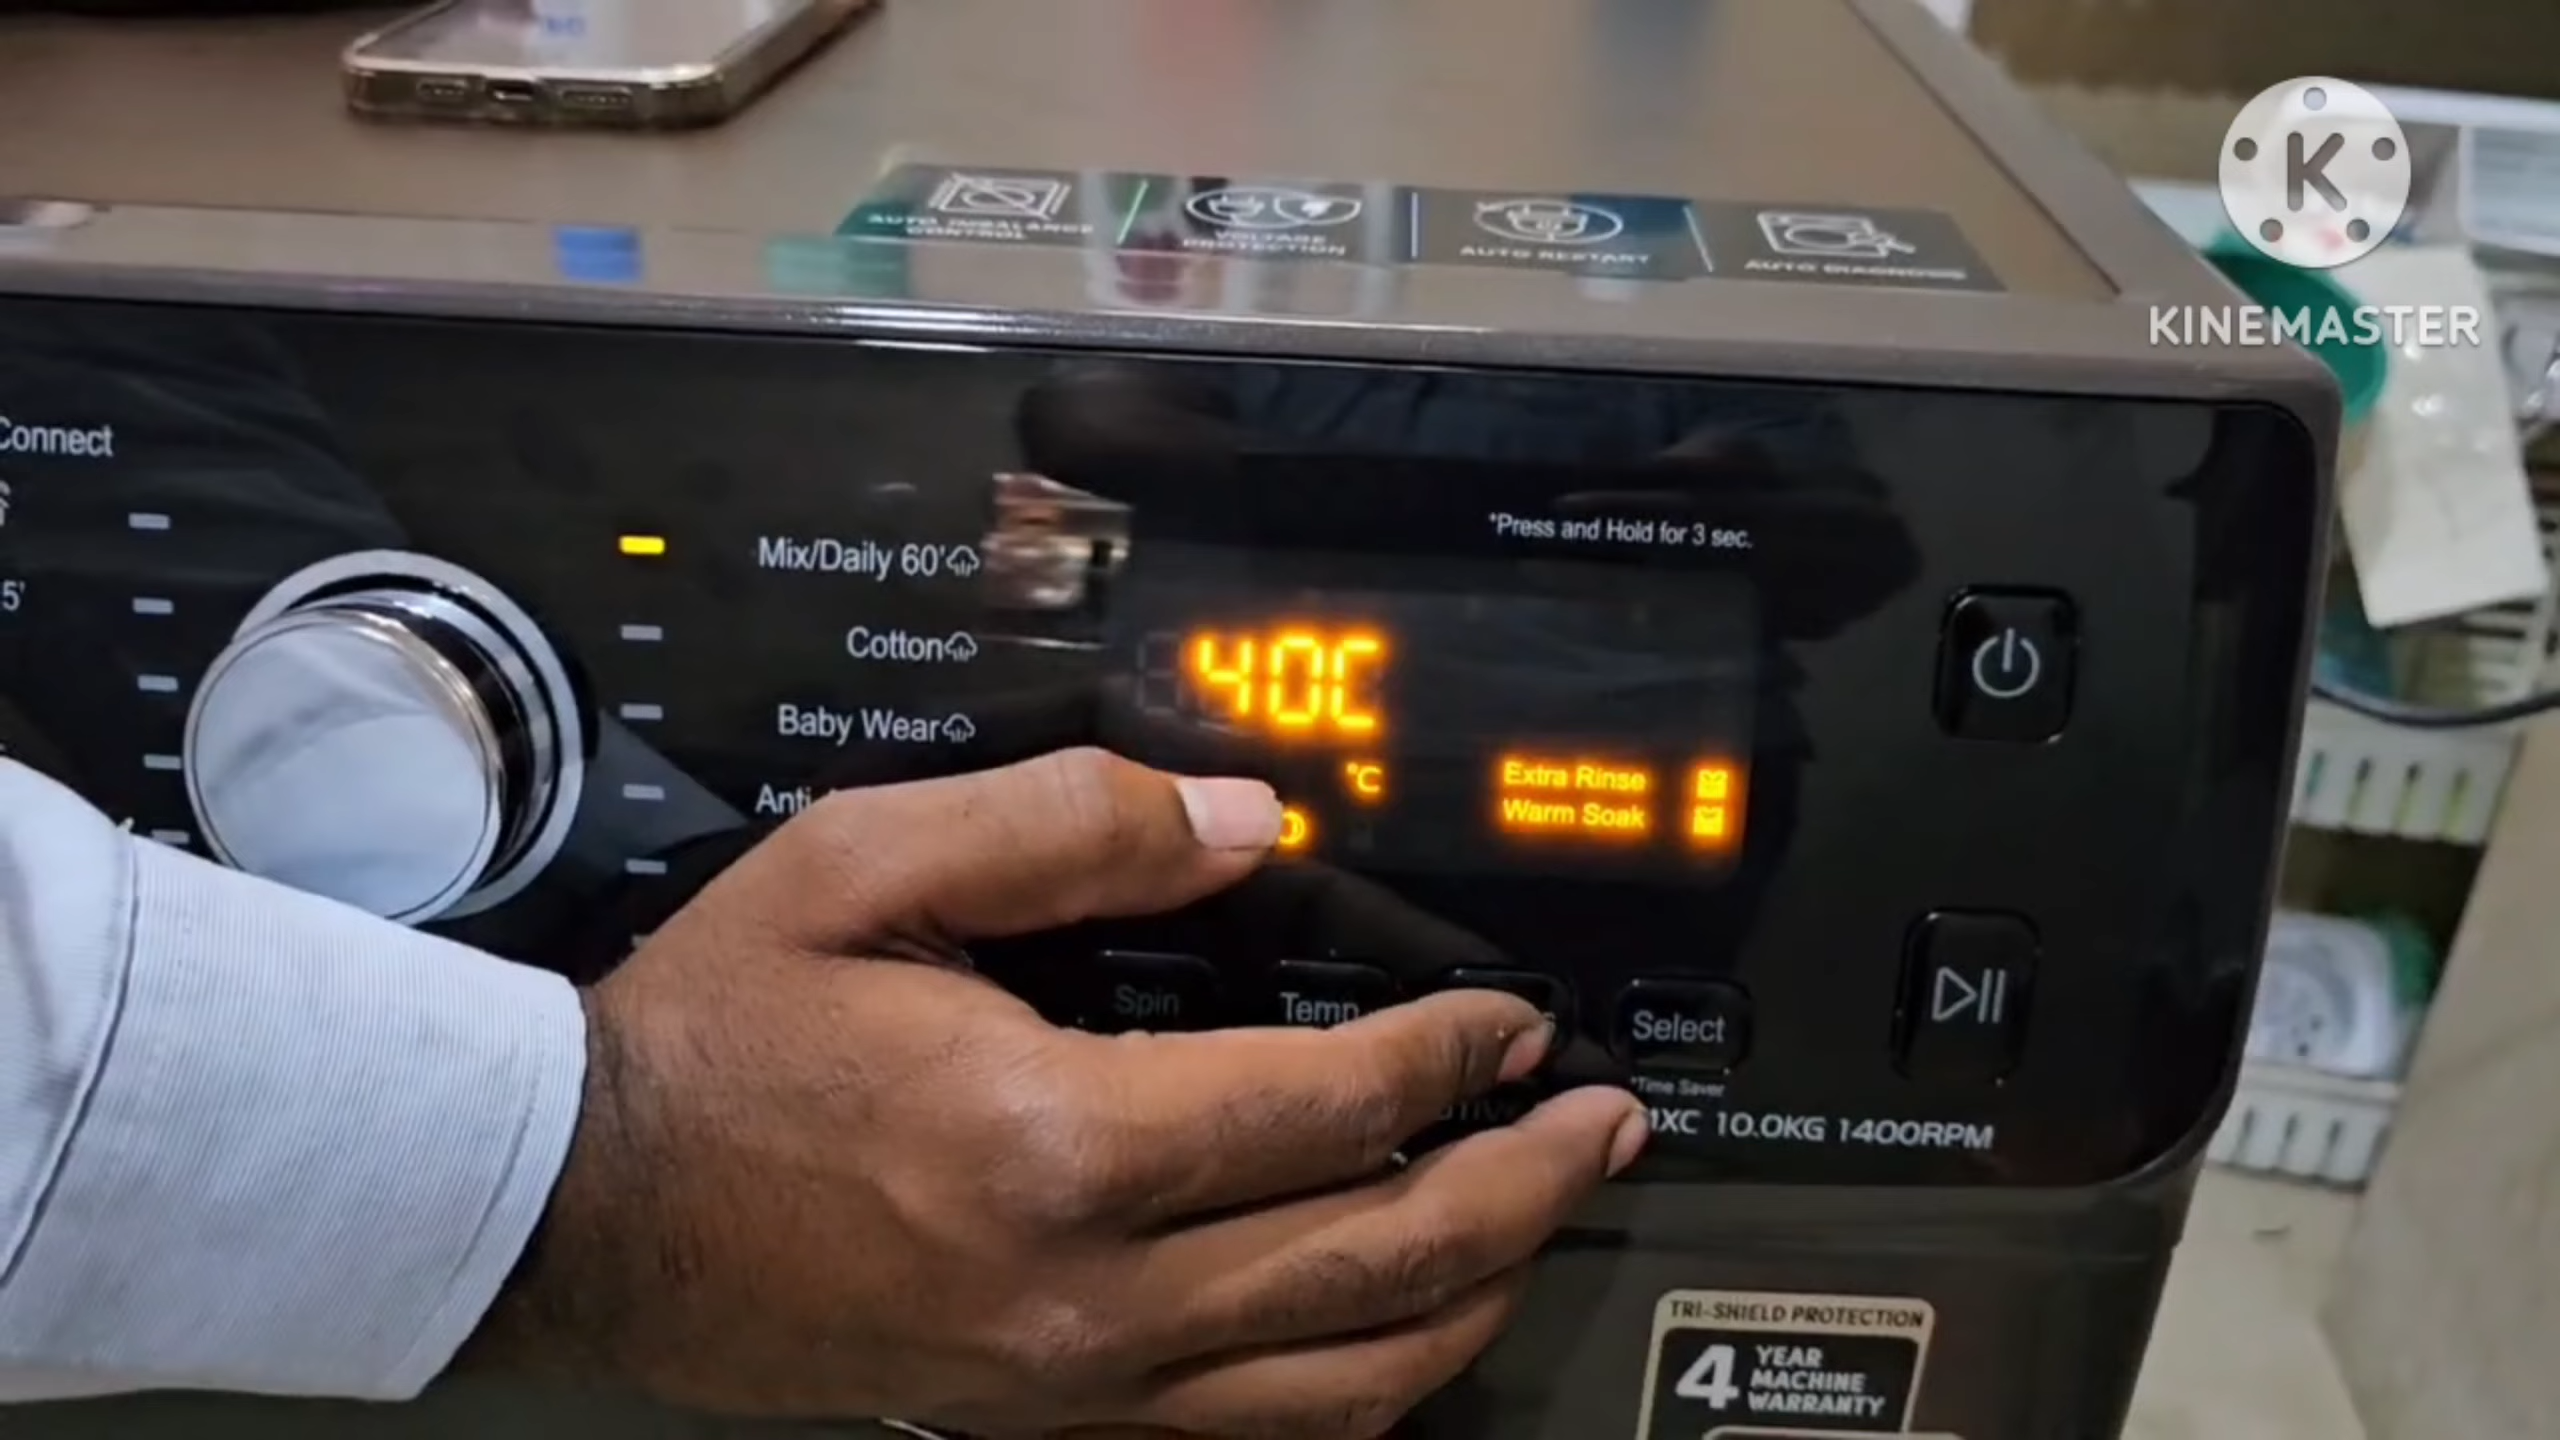 AUTO IMBALANCE
CONTROL
VOLTAGE
PROTECTION
AUTO RESTART
AUTO DIAGNOSIS
KINEMASTER
Connect
5'
*Press and Hold for 3 sec.
Mix/Daily 60'
Cotton
Baby Wear
Anti
40C
°C
Extra Rinse
Warm Soak
Spin
Temp.
Select
*Time Saver
1XC 10.0KG 1400RPM
TRI-SHIELD PROTECTION
4 YEAR
MACHINE
WARRANTY